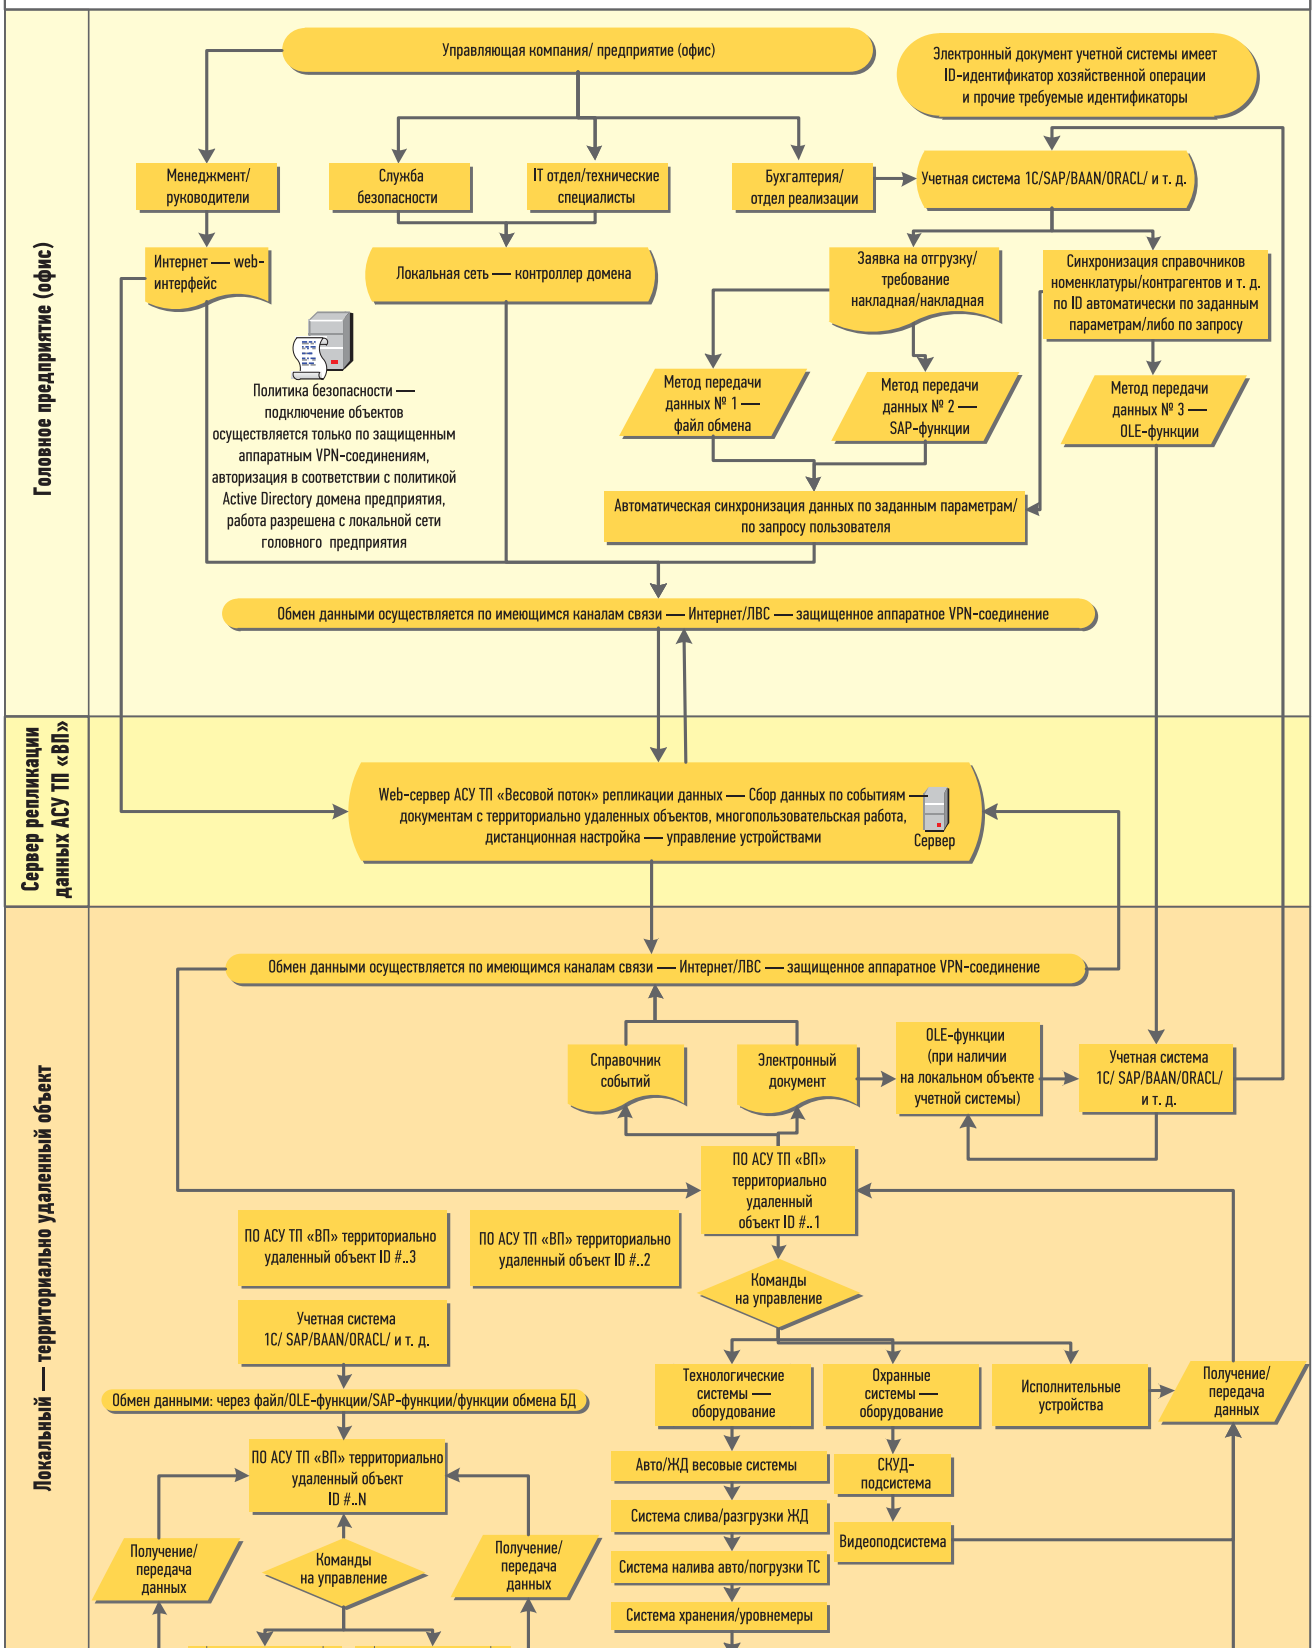 Головное предприятие (офис)
Управляющая компания/ предприятие (офис)
Электронный документ учетной системы имеет
ID-идентификатор хозяйственной операции
и прочие требуемые идентификаторы
Менеджмент/
руководители
Служба
безопасности
IT отдел/технические
специалисты
Бухгалтерия/
отдел реализации
Учетная система 1С/SAP/BAAN/ORACL/ и т. д.
Интернет — web-
интерфейс
Локальная сеть — контроллер домена
Заявка на отгрузку/
требование
накладная/накладная
Синхронизация справочников
номенклатуры/контрагентов и т. д.
по ID автоматически по заданным
параметрам/либо по запросу
Политика безопасности —
подключение объектов
осуществляется только по защищенным
аппаратным VPN-соединениям,
авторизация в соответствии с политикой
Active Directory домена предприятия,
работа разрешена с локальной сети
головного предприятия
Метод передачи
данных № 1 —
файл обмена
Метод передачи
данных № 2 —
SAP-функции
Метод передачи
данных № 3 —
OLE-функции
Автоматическая синхронизация данных по заданным параметрам/
по запросу пользователя
Обмен данными осуществляется по имеющимся каналам связи — Интернет/ЛВС — защищенное аппаратное VPN-соединение
Сервер репликации
данных АСУ ТП «ВП»
Web-сервер АСУ ТП «Весовой поток» репликации данных — Сбор данных по событиям —
документам с территориально удаленных объектов, многопользовательская работа,
дистанционная настройка — управление устройствами
Сервер
Локальный — территориально удаленный объект
Обмен данными осуществляется по имеющимся каналам связи — Интернет/ЛВС — защищенное аппаратное VPN-соединение
Справочник
событий
Электронный
документ
OLE-функции
(при наличии
на локальном объекте
учетной системы)
Учетная система
1С/ SAP/BAAN/ORACL/
и т. д.
ПО АСУ ТП «ВП»
территориально
удаленный
объект ID #..1
ПО АСУ ТП «ВП» территориально
удаленный объект ID #..3
ПО АСУ ТП «ВП» территориально
удаленный объект ID #..2
Команды
на управление
Учетная система
1С/ SAP/BAAN/ORACL/ и т. д.
Обмен данными: через файл/OLE-функции/SAP-функции/функции обмена БД
Технологические
системы —
оборудование
Охранные
системы —
оборудование
Исполнительные
устройства
Получение/
передача
данных
ПО АСУ ТП «ВП» территориально
удаленный объект
ID #..N
Авто/ЖД весовые системы
СКУД-
подсистема
Система слива/разгрузки ЖД
Видеоподсистема
Получение/
передача
данных
Команды
на управление
Получение/
передача
данных
Система налива авто/погрузки ТС
Система хранения/уровнемеры